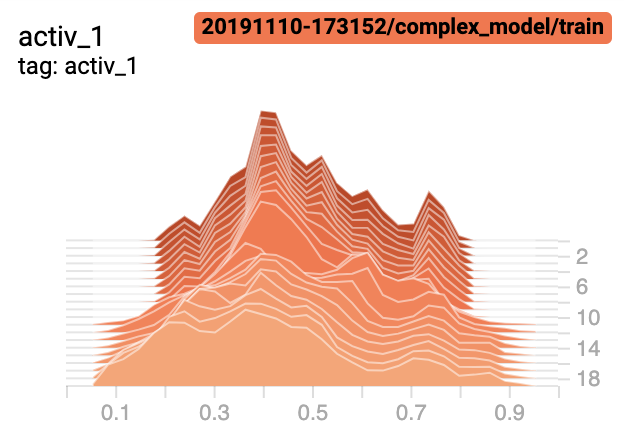 activ_1
20191110-173152/complex_model/train
tag: activ_1
2
6
10
14
18
0.1 0.3 0.5 0.7 0.9